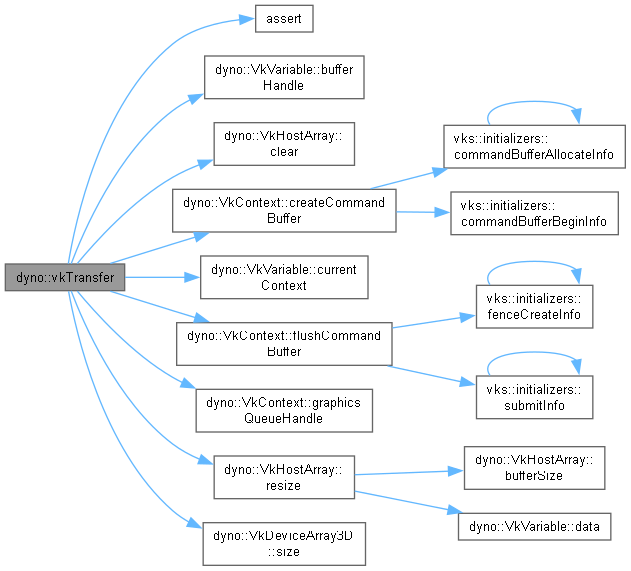 assert
dyno::VkVariable::buffer
Handle
dyno::VkHostArray::
clear
vks::initializers::
commandBufferAllocateInfo
dyno::VkContext::createCommand
Buffer
vks::initializers::
commandBufferBeginInfo
dyno::vkTransfer
dyno::VkVariable::current
Context
vks::initializers::
fenceCreateInfo
dyno::VkContext::flushCommand
Buffer
vks::initializers::
submitInfo
dyno::VkContext::graphics
QueueHandle
dyno::VkHostArray::
resize
dyno::VkHostArray::
bufferSize
dyno::VkVariable::data
dyno::VkDeviceArray3D
::size